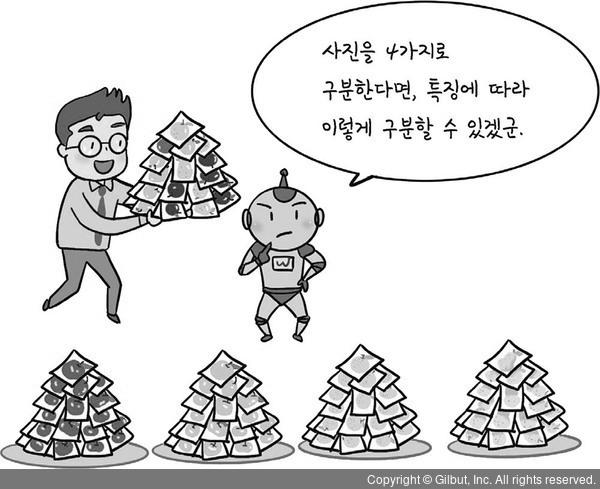 사진을 4가지로
구분한다면, 특징에 따라
이렇게 구분할 수 있겠군.
W
Copyright © Gilbut, Inc. All rights reserved.